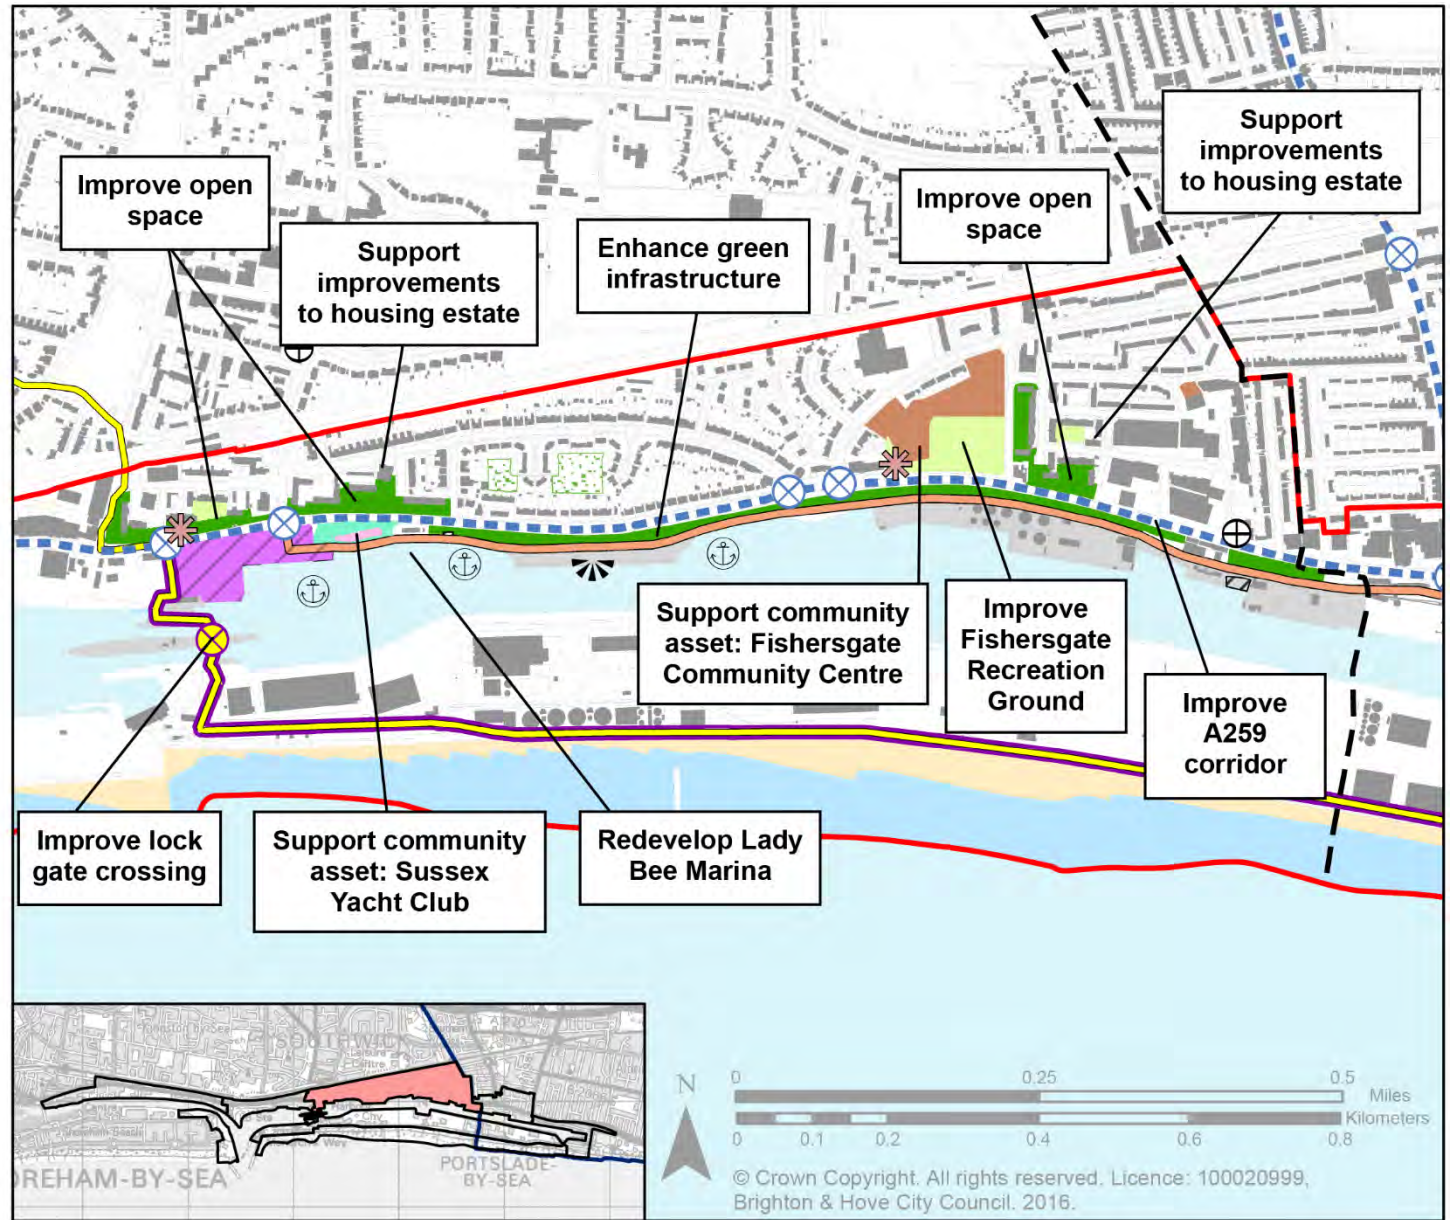 Support
improvements
to housing estate
Improve open
space
Improve open
space
Support
improvements
to housing estate
Enhance green
infrastructure
Support community
asset: Fishersgate
Community Centre
Improve
Fishersgate
Recreation
Ground
Improve
A259
corridor
Improve lock
gate crossing
Support community
asset: Sussex
Yacht Club
Redevelop Lady
Bee Marina
SOUTHWICK
Leisure
Centre
OREHAM-BY-SEA
PORTSLADE-
BY-SEA
N
0 0.25 0.5
Miles
Kilometers
0 0.1 0.2 0.4 0.6 0.8
© Crown Copyright. All rights reserved. Licence: 100020999,
Brighton & Hove City Council. 2016.